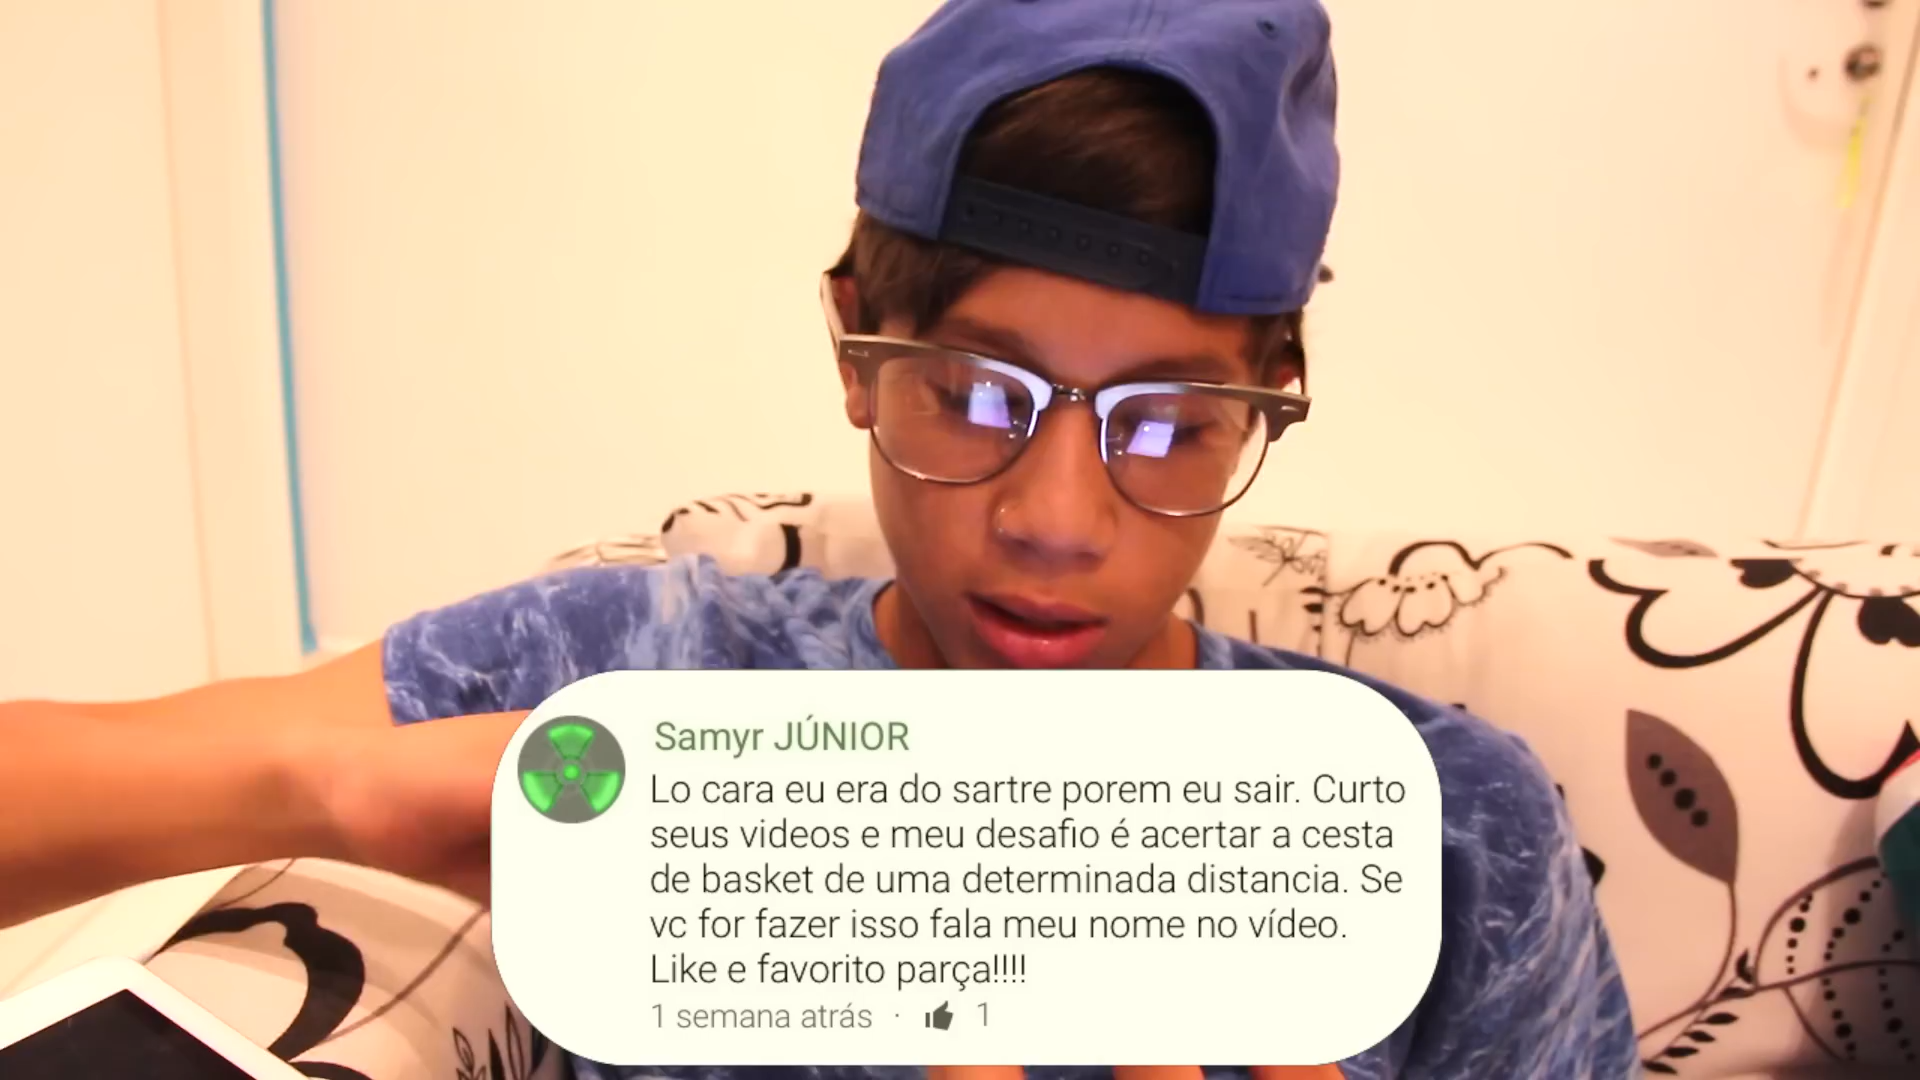 Samyr JÚNIOR
Lo cara eu era do sartre porem eu sair. Curto
seus videos e meu desafio é acertar a cesta
de basket de uma determinada distancia. Se
vc for fazer isso fala meu nome no vídeo.
Like e favorito parça!!!!
1 semana atrás · 1